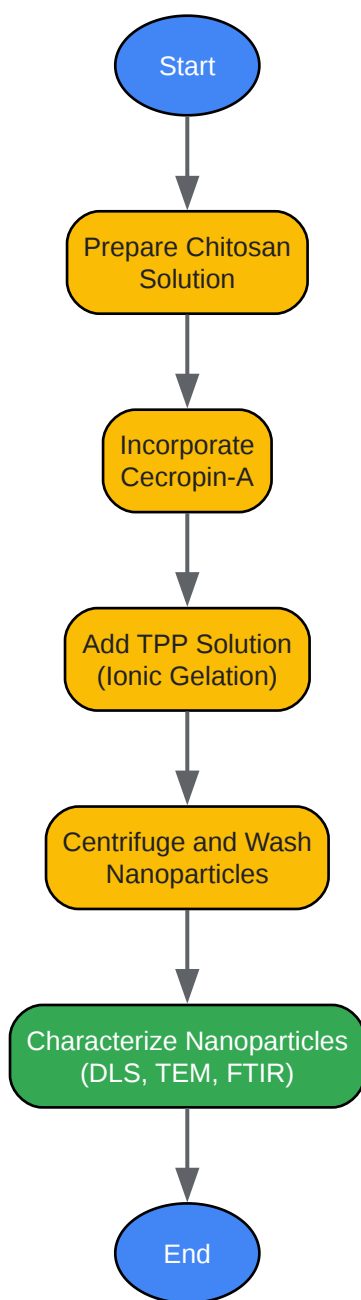 Start
Prepare Chitosan
Solution
Incorporate
Cecropin-A
Add TPP Solution
(Ionic Gelation)
Centrifuge and Wash
Nanoparticles
Characterize Nanoparticles
(DLS, TEM, FTIR)
End